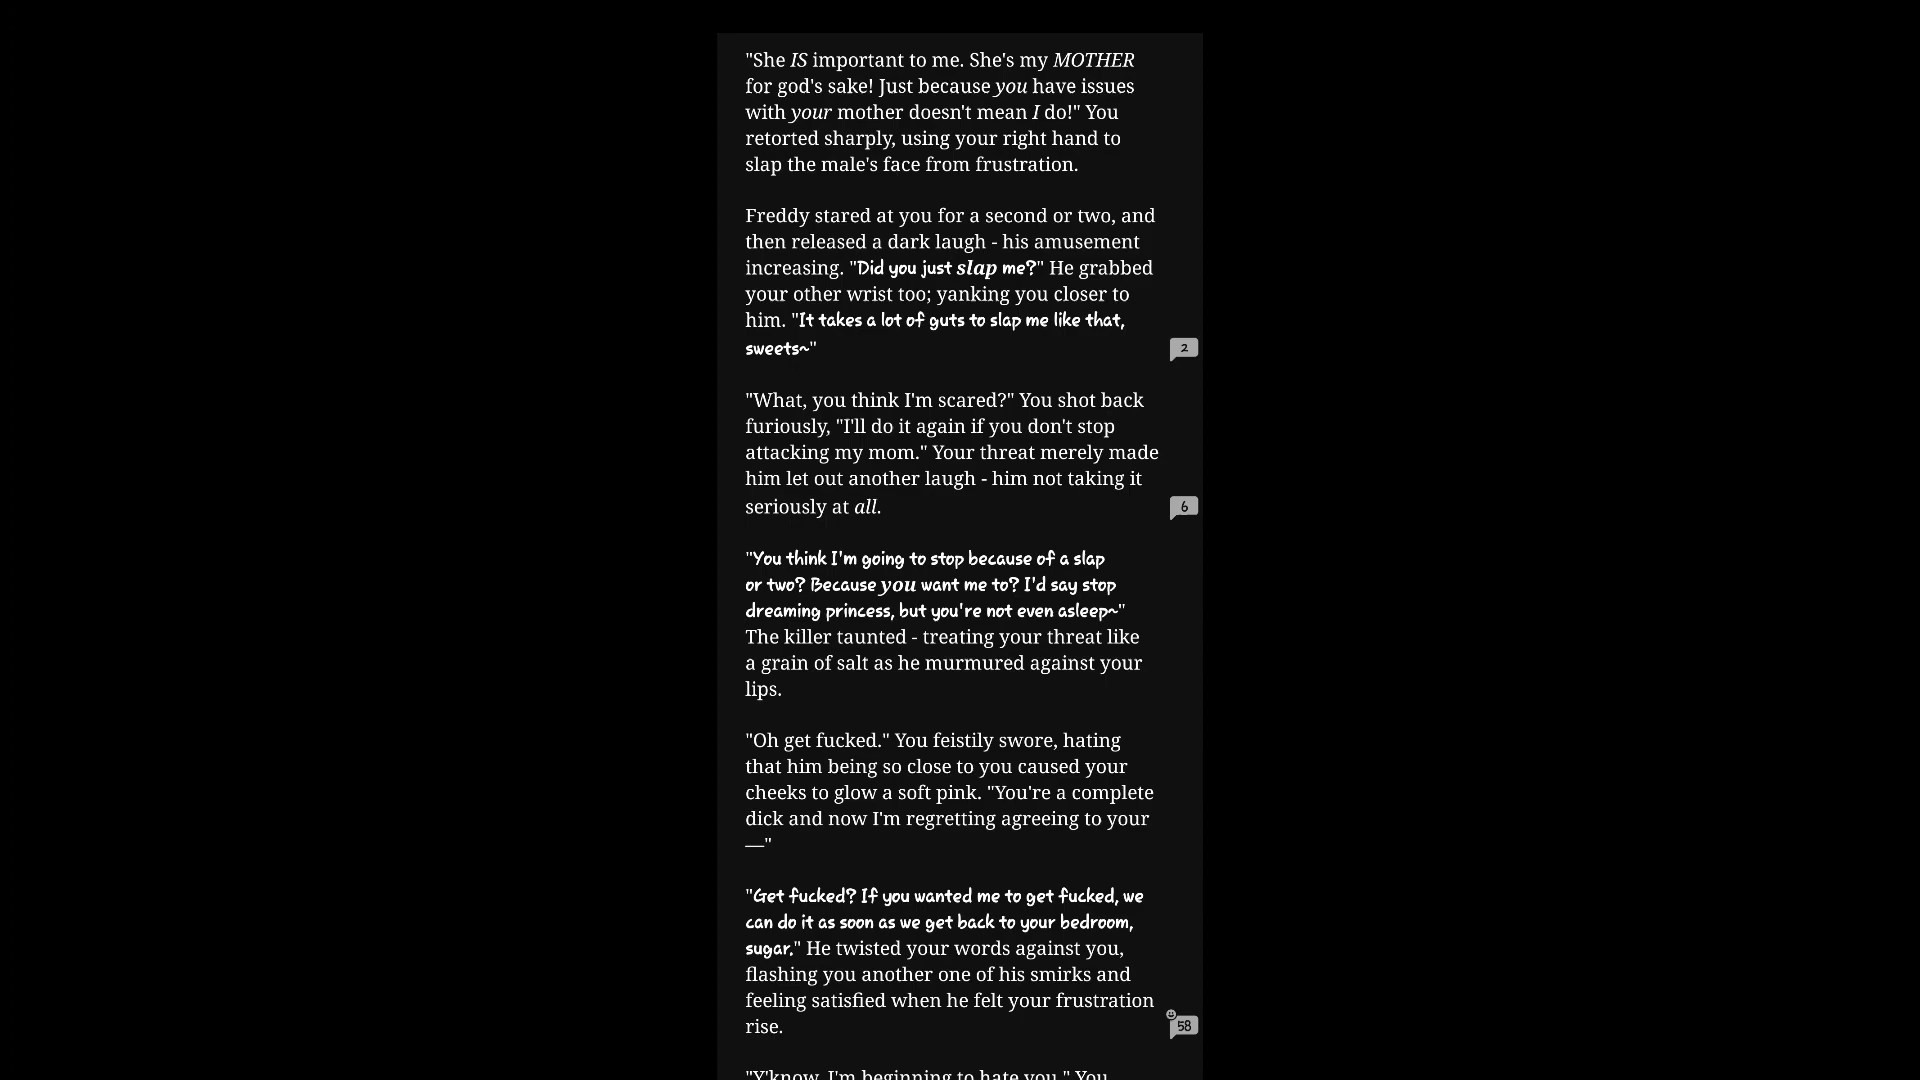 "She IS important to me. She's my MOTHER
for god's sake! Just because you have issues
with your mother doesn't mean I do!" You
retorted sharply, using your right hand to
slap the male's face from frustration.
Freddy stared at you for a second or two, and
then released a dark laugh - his amusement
increasing. "Did you just slap me?" He grabbed
your other wrist too; yanking you closer to
him. "It takes a lot of guts to slap me like that,
sweets~"
2
"What, you think I'm scared?" You shot back
furiously, "I'll do it again if you don't stop
attacking my mom." Your threat merely made
him let out another laugh - him not taking it
seriously at all.
6
"You think I'm going to stop because of a slap
or two? Because you want me to? I'd say stop
dreaming princess, but you're not even asleep~"
The killer taunted - treating your threat like
a grain of salt as he murmured against your
lips.
"Oh get fucked." You feistily swore, hating
that him being so close to you caused your
cheeks to glow a soft pink. "You're a complete
dick and now I'm regretting agreeing to your
—"
"Get fucked? If you wanted me to get fucked, we
can do it as soon as we get back to your bedroom,
sugar." He twisted your words against you,
flashing you another one of his smirks and
feeling satisfied when he felt your frustration
rise.
58
"Y'know, I'm beginning to hate you." You